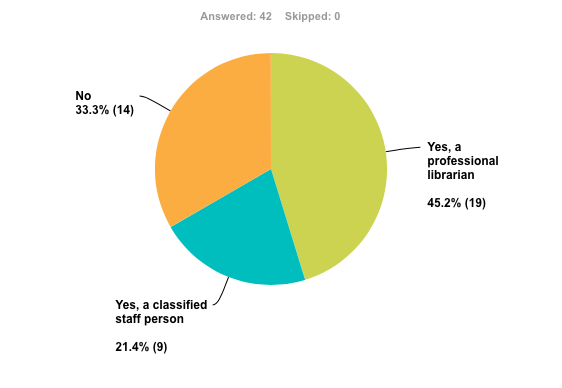 Answered: 42 Skipped: 0
No
33.3% (14)
Yes, a
professional
librarian
45.2% (19)
Yes, a classified
staff person
21.4% (9)